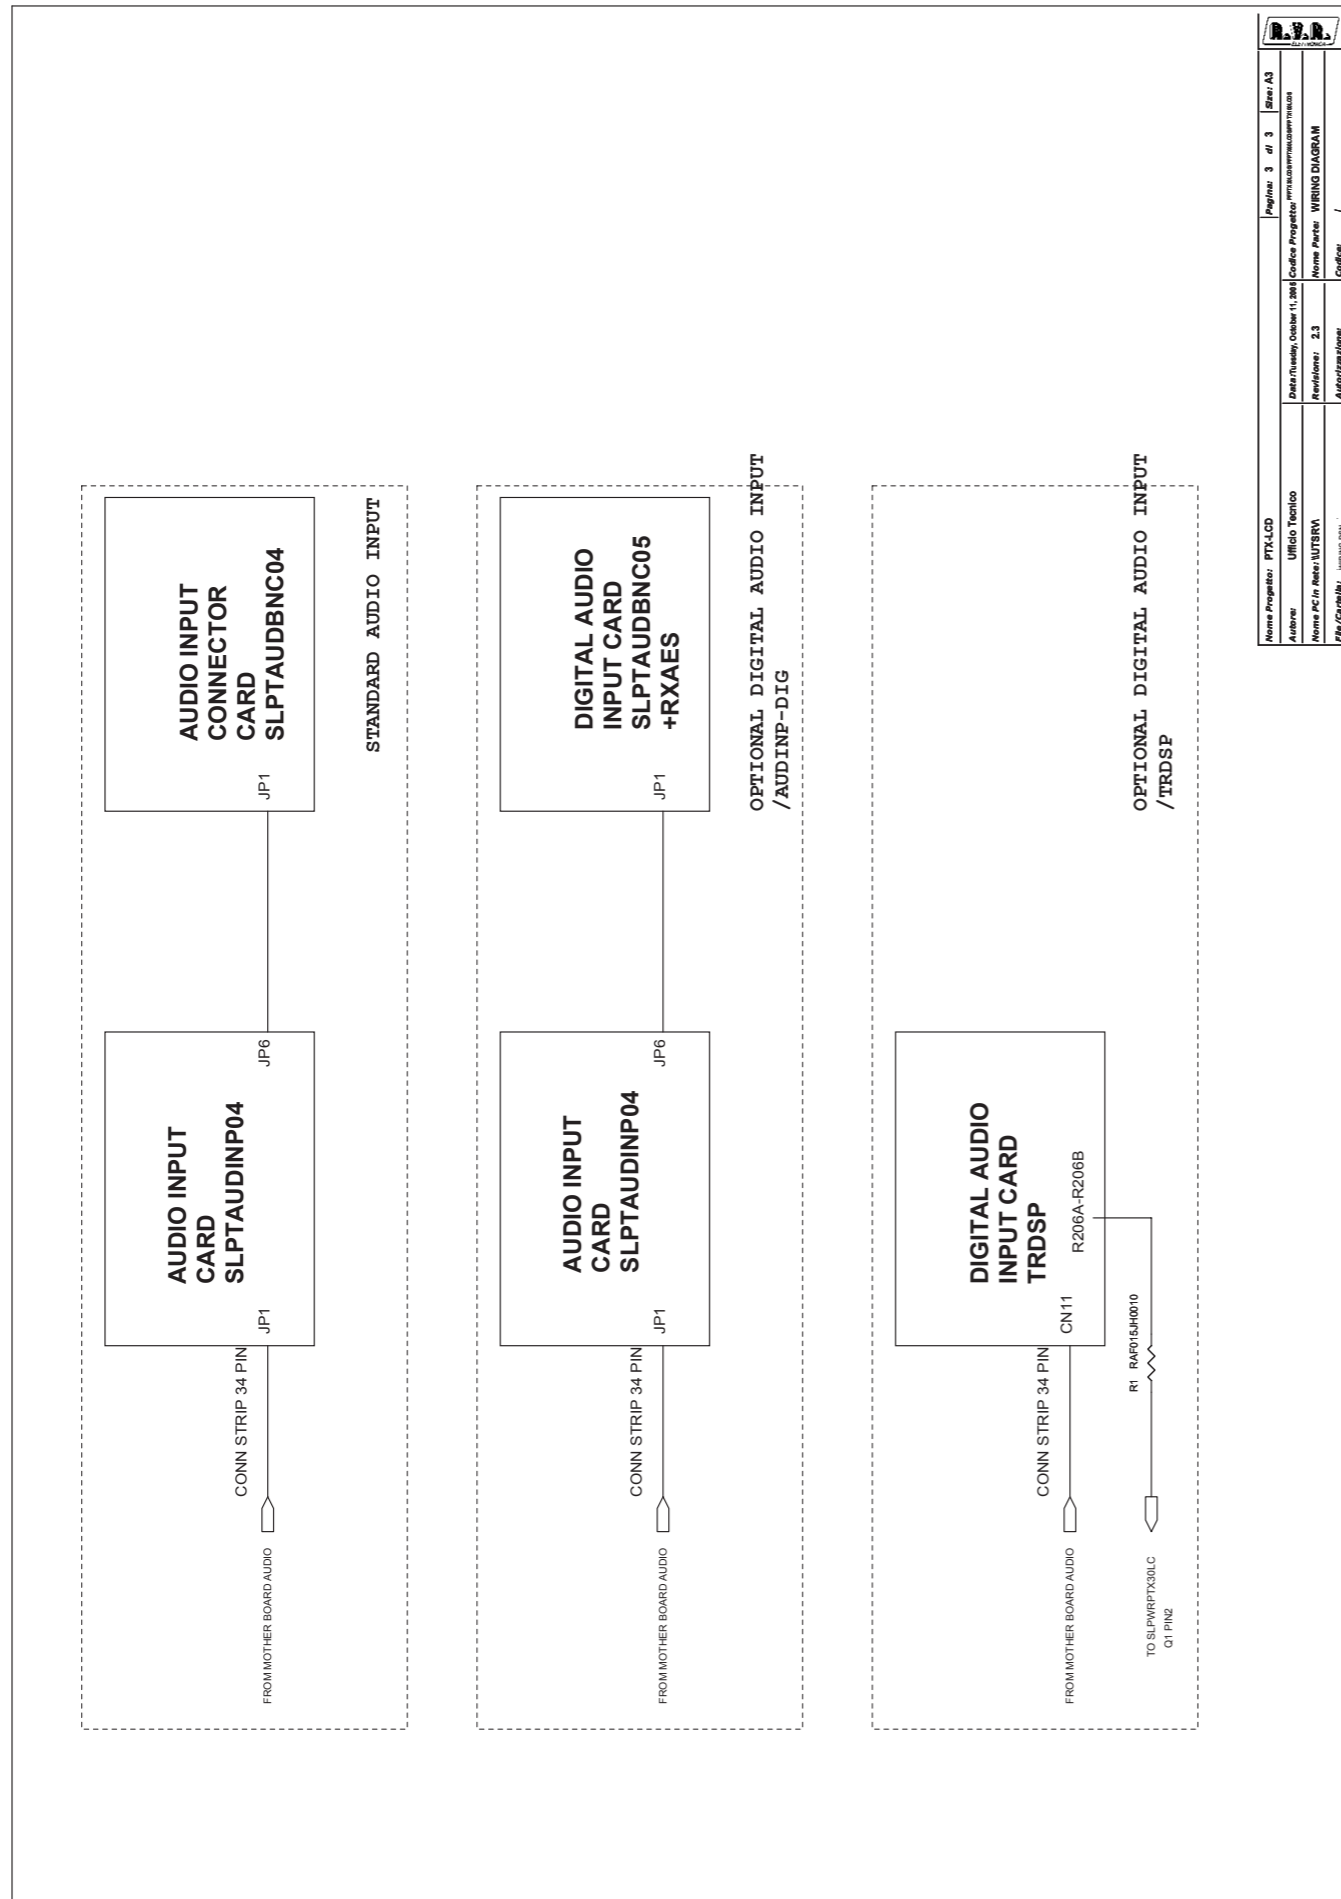 AUDIO INPUT
CONNECTOR
CARD
SLPTAUDBNC04
JP1
STANDARD AUDIO INPUT
AUDIO INPUT
CARD
SLPTAUDINP04
JP6
JP1
CONN STRIP 34 PIN
FROM MOTHER BOARD AUDIO
DIGITAL AUDIO
INPUT CARD
SLPTAUDBNC05
+RXAES
JP1
OPTIONAL DIGITAL AUDIO INPUT
/AUDINP-DIG
AUDIO INPUT
CARD
SLPTAUDINP04
JP6
JP1
CONN STRIP 34 PIN
FROM MOTHER BOARD AUDIO
OPTIONAL DIGITAL AUDIO INPUT
/TRDSP
DIGITAL AUDIO
INPUT CARD
TRDSP
R206A-R206B
CN11
CONN STRIP 34 PIN
FROM MOTHER BOARD AUDIO
R1 RAF015JH0010
TO SLPWRPTX30LC
Q1 PIN2
Nome Progetto: PTX-LCD Pagina: 3 di 3 Size: A3
Autore: Ufficio Tecnico Data: Tuesday, October 11, Codice Progetto:
Nome PC in Rete: \\UTSRV\ Revisione: 2.3 Nome Parte: WIRING DIAGRAM
File/Cartella: Autorizzazione: Codice: /
R.V.R.
ELETTRONICA